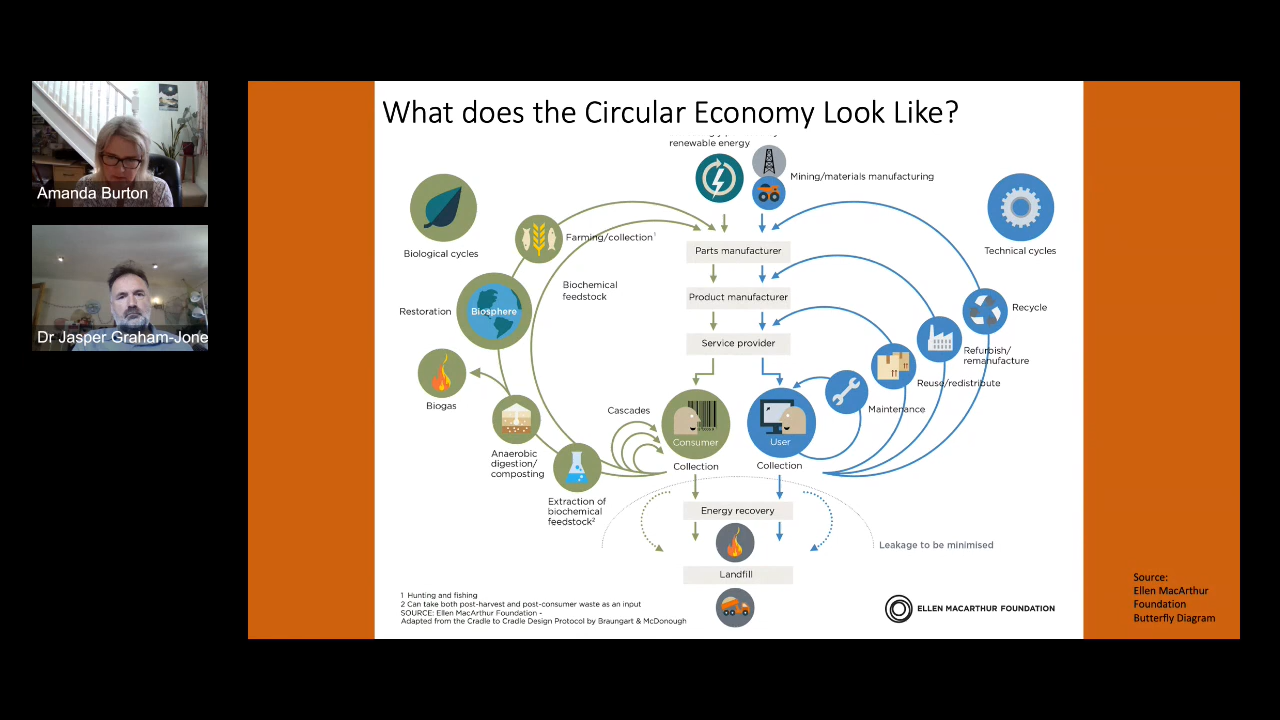 What does the Circular Economy Look Like?
renewable energy
Mining/materials manufacturing
Amanda Burton
Biological cycles
Farming/collection¹
Parts manufacturer
Technical cycles
Biochemical
feedstock
Product manufacturer
Restoration
Biosphere
Recycle
Dr Jasper Graham-Jone
Service provider
Refurbish/
remanufacture
Reuse/redistribute
Biogas
Cascades
Maintenance
Consumer
User
Anaerobic
digestion/
composting
Collection
Collection
Extraction of
biochemical
feedstock²
Energy recovery
Leakage to be minimised
Landfill
1 Hunting and fishing
2 Can take both post-harvest and post-consumer waste as an input
SOURCE: Ellen MacArthur Foundation -
Adapted from the Cradle to Cradle Design Protocol by Braungart & McDonough
ELLEN MACARTHUR FOUNDATION
Source:
Ellen MacArthur
Foundation
Butterfly Diagram